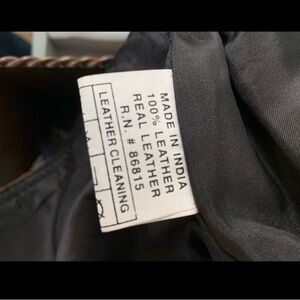 MADE IN INDIA
100% LEATHER
REAL LEATHER
R.N. # 86815
LEATHER CLEANING